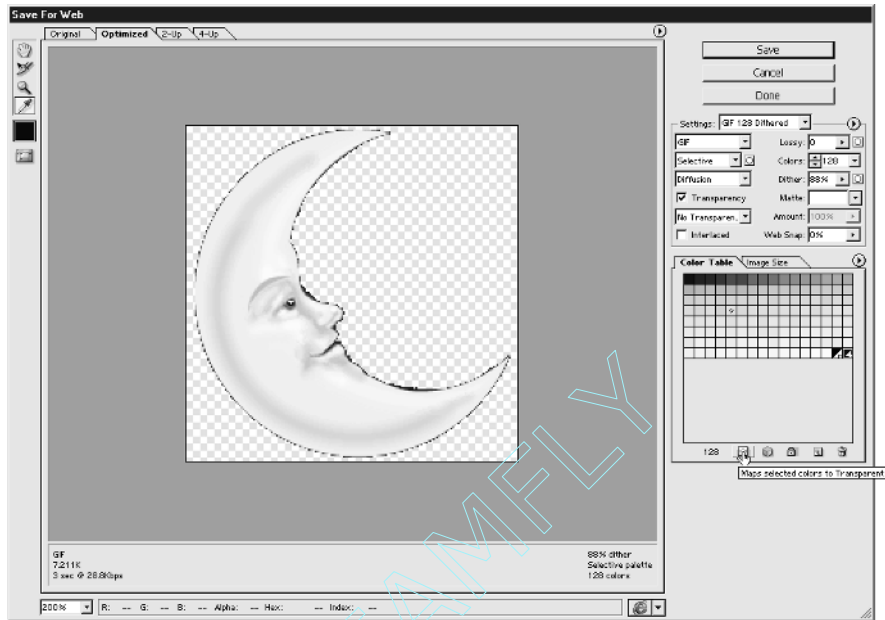 Save For Web
Original Optimized 2-Up 4-Up
Save
Cancel
Done
Settings: GIF 128 Dithered
GIF Lossy: 0
Selective Colors: 128
Diffusion Dither: 88%
Transparency Matte:
No Transparen... Amount: 100%
Interlaced Web Snap: 0%
Color Table Image Size
128
Maps selected colors to Transparent
GIF
7.211K
3 sec @ 28.8Kbps
88% dither
Selective palette
128 colors
200% R: -- G: -- B: -- Alpha: -- Hex: -- Index: --
AMFLY